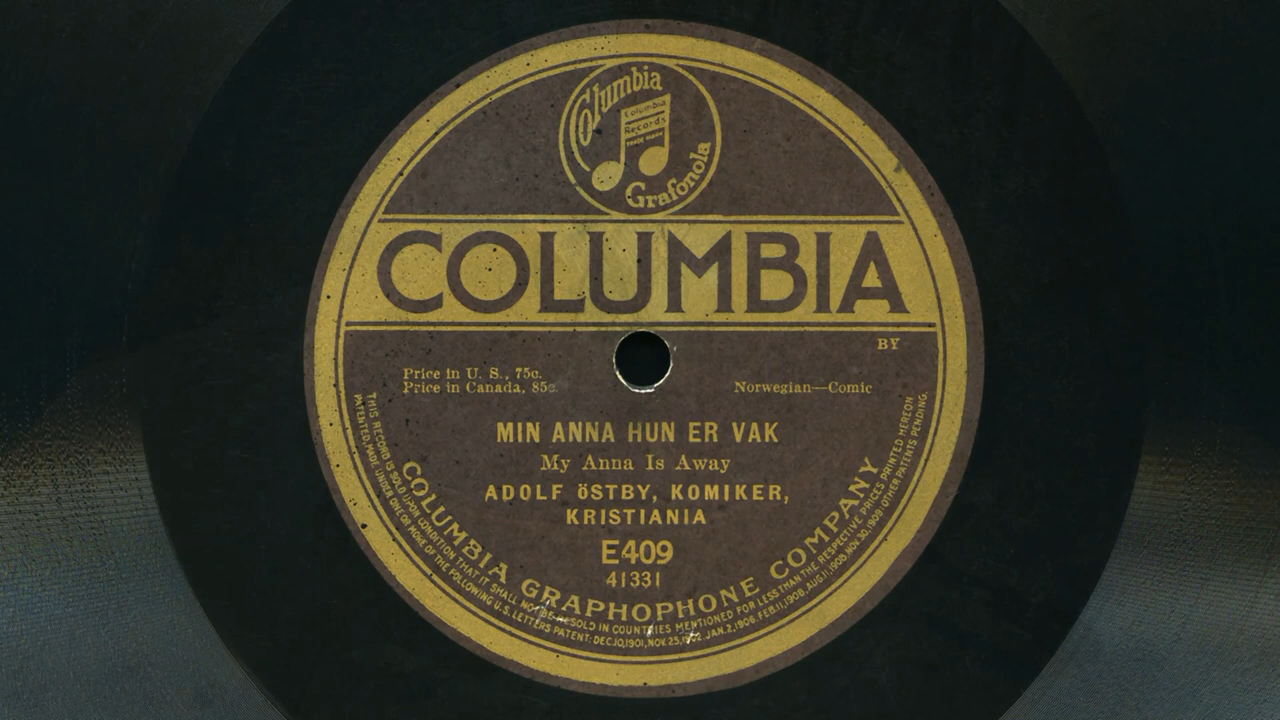 Columbia
Columbia
Records
TRADE MARK
Grafonola
COLUMBIA
BY
Price in U. S., 75c.
Price in Canada, 85c.
Norwegian—Comic
MIN ANNA HUN ER VAK
My Anna Is Away
ADOLF öSTBY, KOMIKER,
KRISTIANIA
E409
41331
COLUMBIA GRAPHOPHONE COMPANY
THIS RECORD IS SOLD UPON CONDITION THAT IT SHALL NOT BE RESOLD IN COUNTRIES MENTIONED FOR LESS THAN THE RESPECTIVE PRICES PRINTED HEREON
PATENTED, MADE UNDER ONE OR MORE OF THE FOLLOWING U.S. LETTERS PATENT: DEC.10,1901, NOV.25,1902, JAN.2,1906, FEB.11,1908, AUG.11,1908, NOV.30,1909. OTHER PATENTS PENDING.